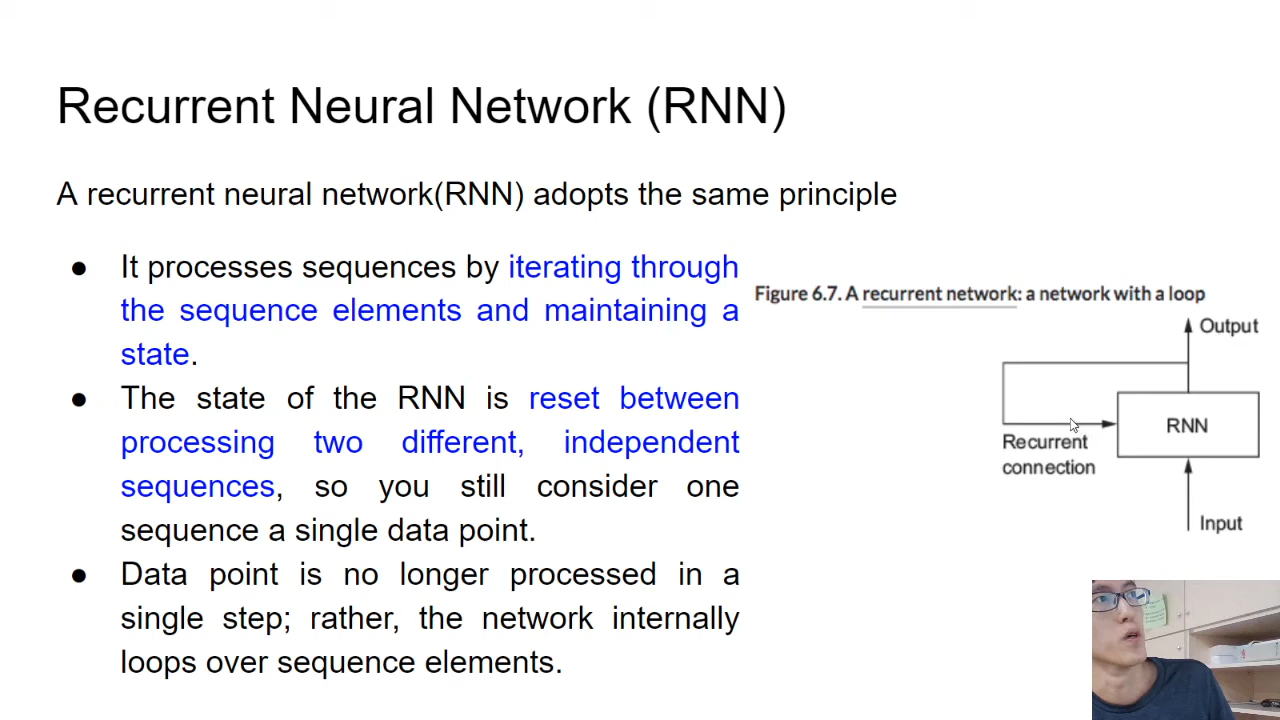 Recurrent Neural Network (RNN)
A recurrent neural network(RNN) adopts the same principle
● It processes sequences by iterating through
the sequence elements and maintaining a
state.
● The state of the RNN is reset between
processing two different, independent
sequences, so you still consider one
sequence a single data point.
● Data point is no longer processed in a
single step; rather, the network internally
loops over sequence elements.
Figure 6.7. A recurrent network: a network with a loop
Output
RNN
Recurrent
connection
Input